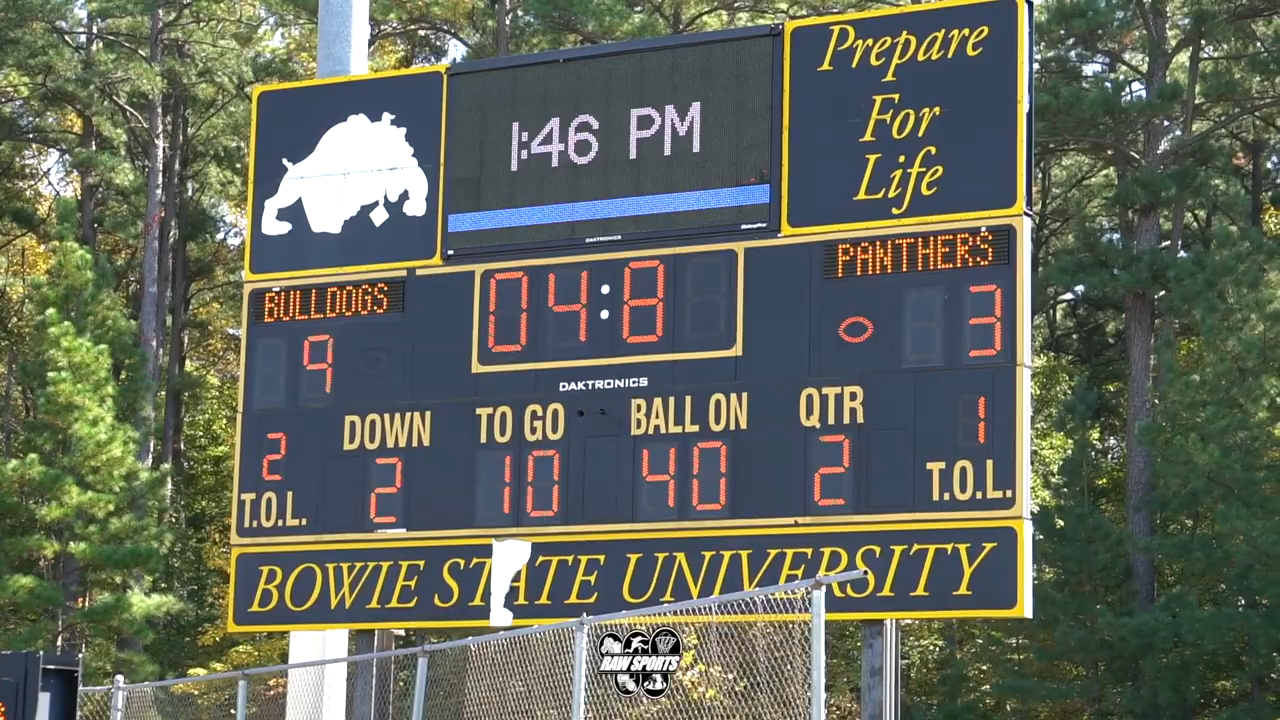 Prepare
For
Life
1:46 PM
DAKTRONICS
BULLDOGS
04:8
PANTHERS
9
3
DAKTRONICS
DOWN
TO GO
BALL ON
QTR
1
2
2
10
40
2
T.O.L.
T.O.L.
BOWIE STATE UNIVERSITY
RAW SPORTS